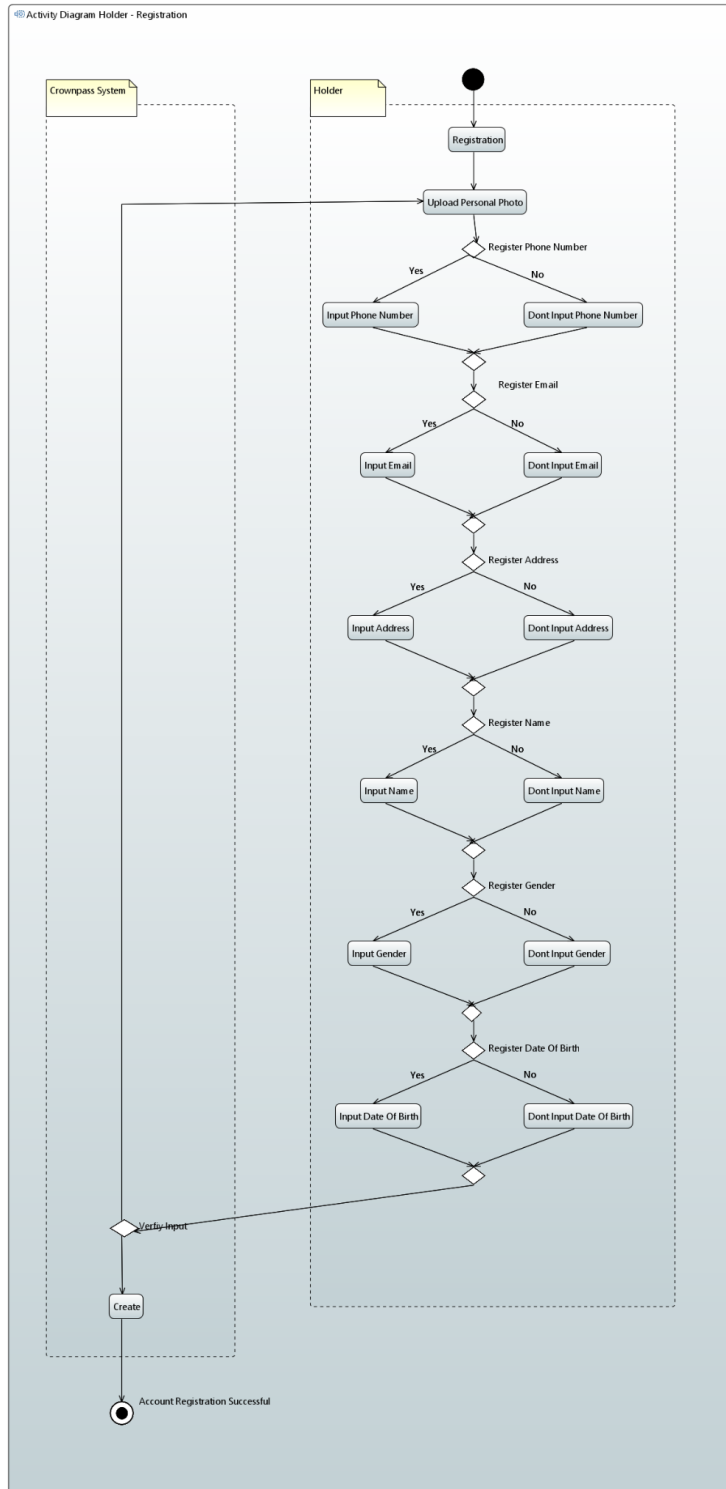 Activity Diagram Holder - Registration
Crownpass System
Holder
Registration
Upload Personal Photo
Register Phone Number
Yes
No
Input Phone Number
Dont Input Phone Number
Register Email
Yes
No
Input Email
Dont Input Email
Register Address
Yes
No
Input Address
Dont Input Address
Register Name
Yes
No
Input Name
Dont Input Name
Register Gender
Yes
No
Input Gender
Dont Input Gender
Register Date Of Birth
Yes
No
Input Date Of Birth
Dont Input Date Of Birth
Verfiy Input
Create
Account Registration Successful